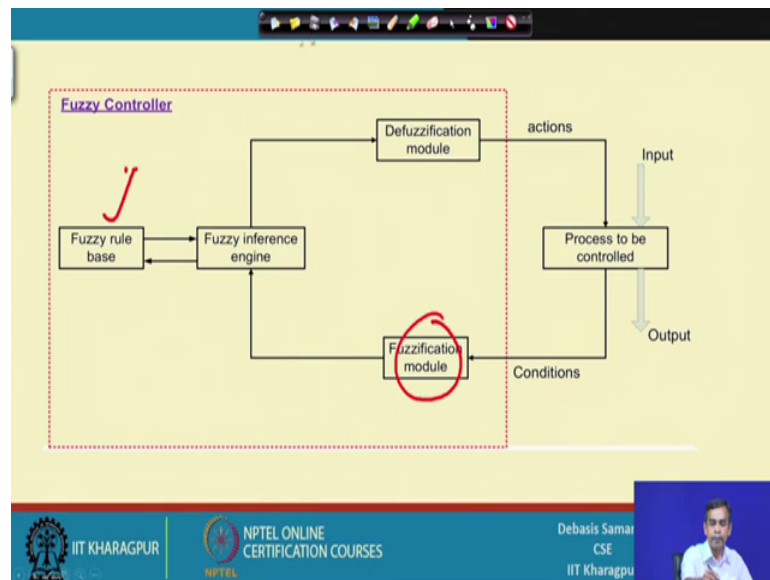 Fuzzy Controller
Defuzzification
module
actions
Input
Fuzzy rule
base
Fuzzy inference
engine
Process to be
controlled
Fuzzification
module
Conditions
Output
IIT KHARAGPUR
NPTEL
NPTEL ONLINE
CERTIFICATION COURSES
Debasis Samar
CSE
IIT Kharagpu